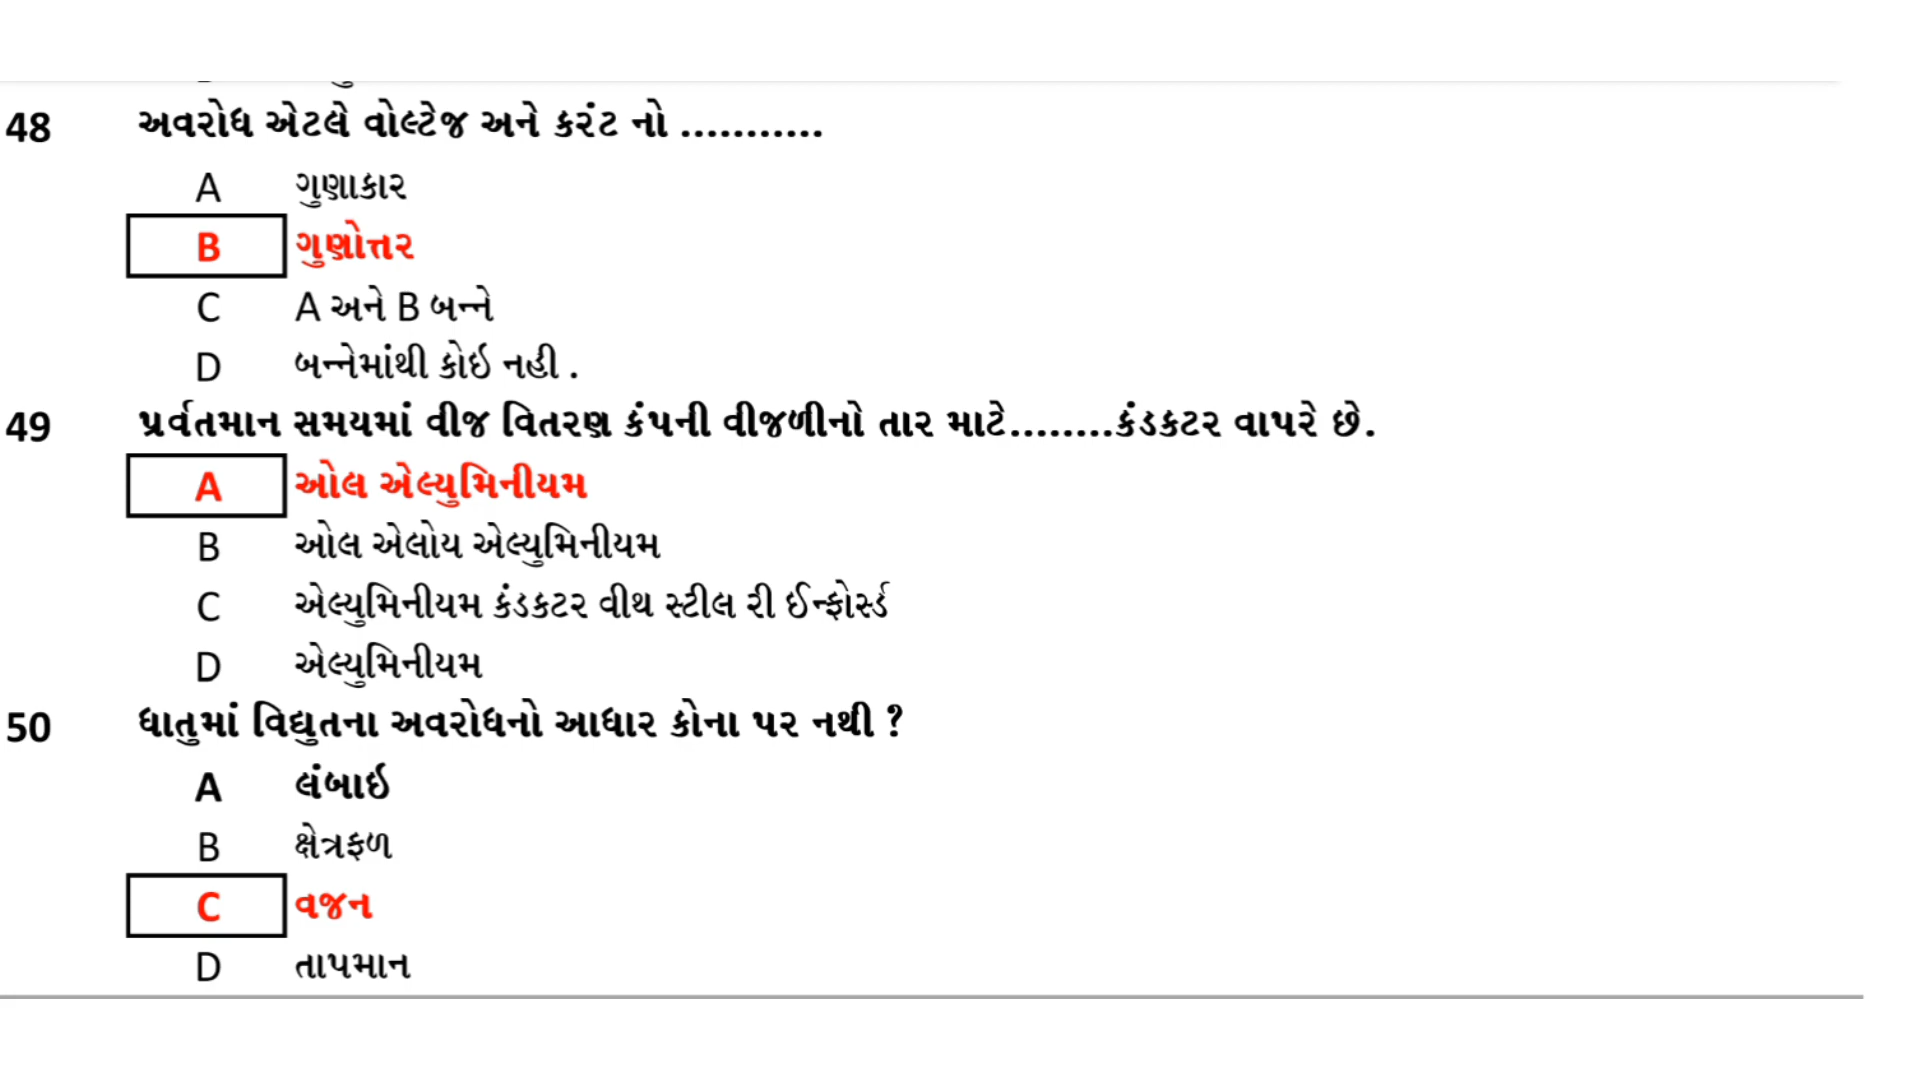 48 અવરોધ એટલે વોલ્ટેજ અને કરંટ નો ...........
A ગુણાકાર
B ગુણોત્તર
C A અને B બન્ને
D બન્નેમાંથી કોઇ નહી .
49 પ્રર્વતમાન સમયમાં વીજ વિતરણ કંપની વીજળીનો તાર માટે........કંડકટર વાપરે છે.
A ઓલ એલ્યુમિનીયમ
B ઓલ એલોય એલ્યુમિનીયમ
C એલ્યુમિનીયમ કંડકટર વીથ સ્ટીલ રી ઈન્ફોર્સ્ડ
D એલ્યુમિનીયમ
50 ધાતુમાં વિદ્યુતના અવરોધનો આધાર કોના પર નથી ?
A લંબાઇ
B ક્ષેત્રફળ
C વજન
D તાપમાન